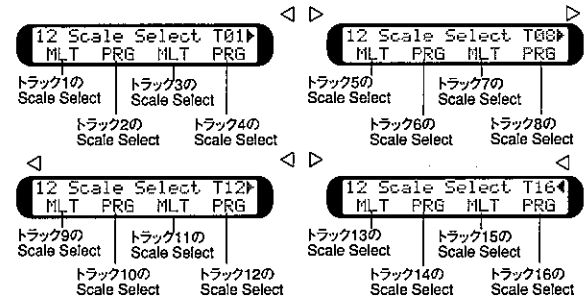 12 Scale Select T01▶
MLT PRG MLT PRG
トラック1の
Scale Select
トラック3の
Scale Select
トラック2の
Scale Select
トラック4の
Scale Select
12 Scale Select T08▶
MLT PRG MLT PRG
トラック5の
Scale Select
トラック7の
Scale Select
トラック6の
Scale Select
トラック8の
Scale Select
12 Scale Select T12▶
MLT PRG MLT PRG
トラック9の
Scale Select
トラック11の
Scale Select
トラック10の
Scale Select
トラック12の
Scale Select
12 Scale Select T16◀
MLT PRG MLT PRG
トラック13の
Scale Select
トラック15の
Scale Select
トラック14の
Scale Select
トラック16の
Scale Select